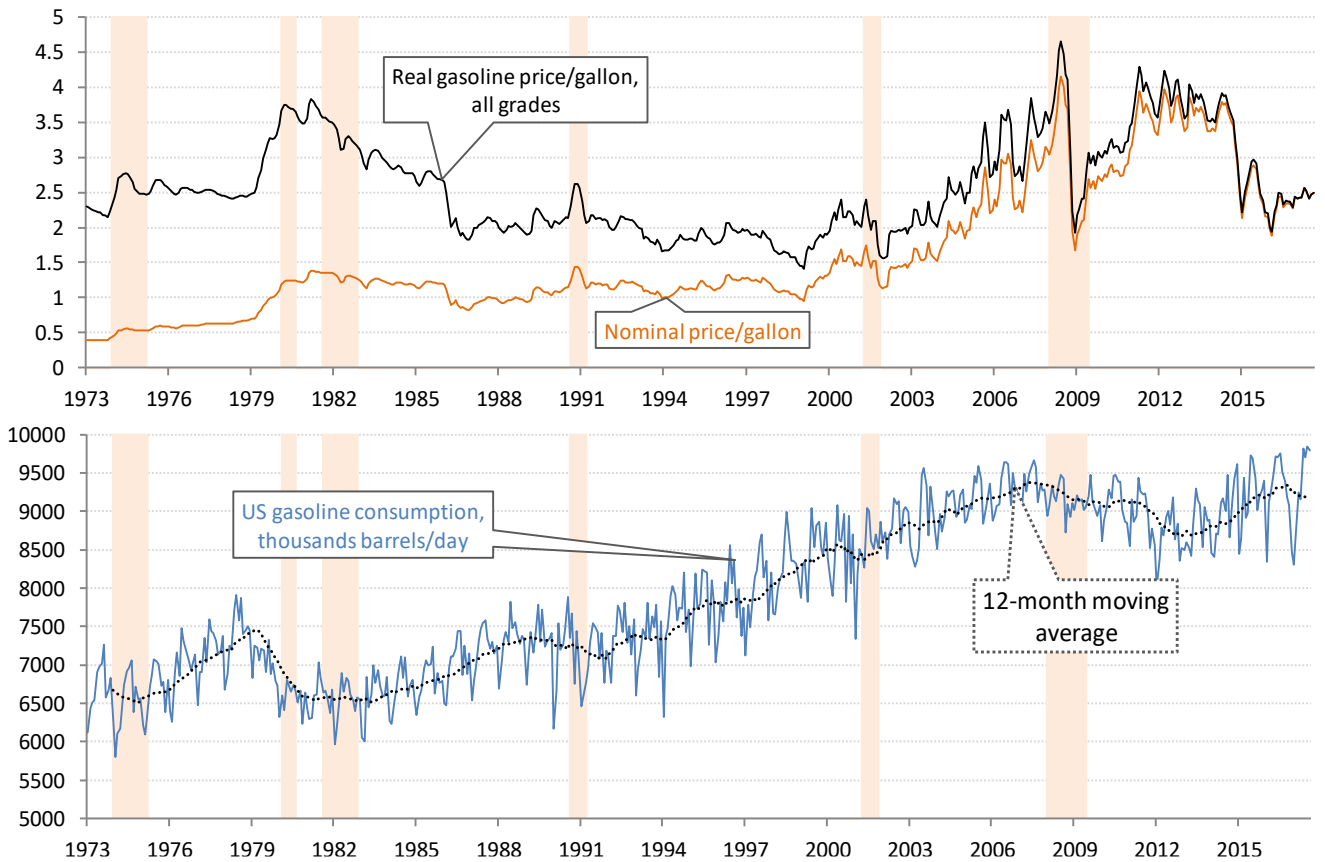 5
4.5
4
3.5
3
2.5
2
1.5
1
0.5
0
Real gasoline price/gallon,
all grades
Nominal price/gallon
1973 1976 1979 1982 1985 1988 1991 1994 1997 2000 2003 2006 2009 2012 2015
10000
9500
9000
8500
8000
7500
7000
6500
6000
5500
5000
US gasoline consumption,
thousands barrels/day
12-month moving
average
1973 1976 1979 1982 1985 1988 1991 1994 1997 2000 2003 2006 2009 2012 2015